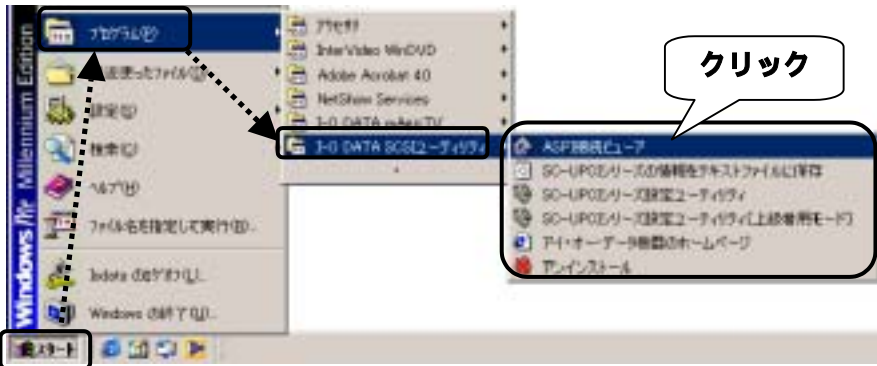 クリック
Windows Me Millennium Edition
プログラム(P)
最近使ったファイル(D)
設定(S)
検索(C)
ヘルプ(H)
ファイル名を指定して実行(R)...
Iodata のログオフ(L)...
Windows の終了(U)...
スタート
アクセサリ
InterVideo WinDVD
Adobe Acrobat 4.0
NetShow Services
I-O DATA mAgicTV
I-O DATA SCSIユーティリティ
ASPI接続ビューア
SC-UPCIシリーズの情報をテキストファイルに保存
SC-UPCIシリーズ設定ユーティリティ
SC-UPCIシリーズ設定ユーティリティ(上級者用モード)
アイ・オー・データ機器のホームページ
アンインストール